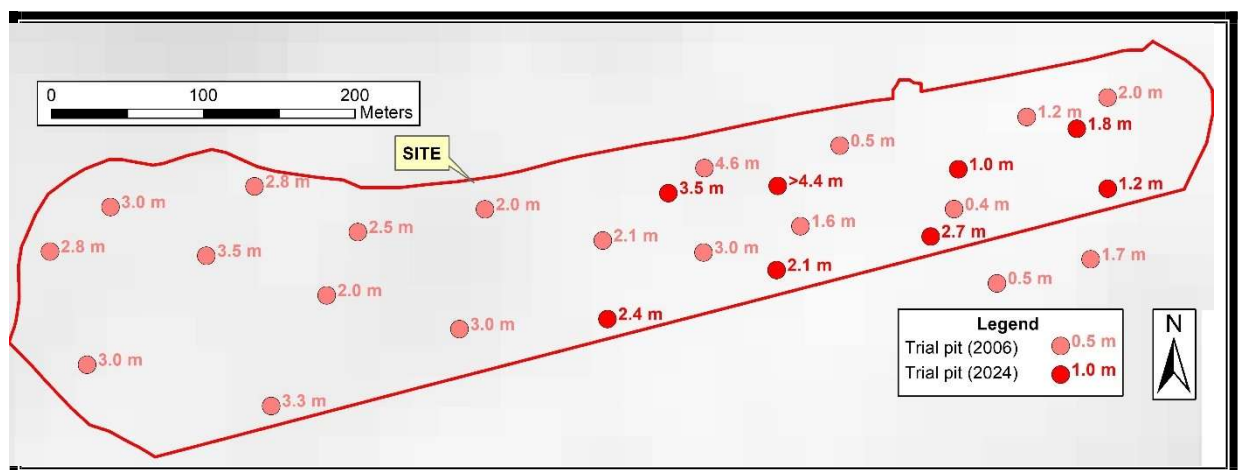 0 100 200
Meters
SITE
2.0 m
1.2 m
1.8 m
0.5 m
4.6 m
1.0 m
2.8 m
>4.4 m
1.2 m
3.5 m
3.0 m
2.0 m
0.4 m
1.6 m
2.5 m
2.7 m
2.1 m
2.8 m
3.0 m
3.5 m
1.7 m
2.1 m
0.5 m
2.0 m
2.4 m
3.0 m
3.0 m
3.3 m
Legend
Trial pit (2006) 0.5 m
Trial pit (2024) 1.0 m
N